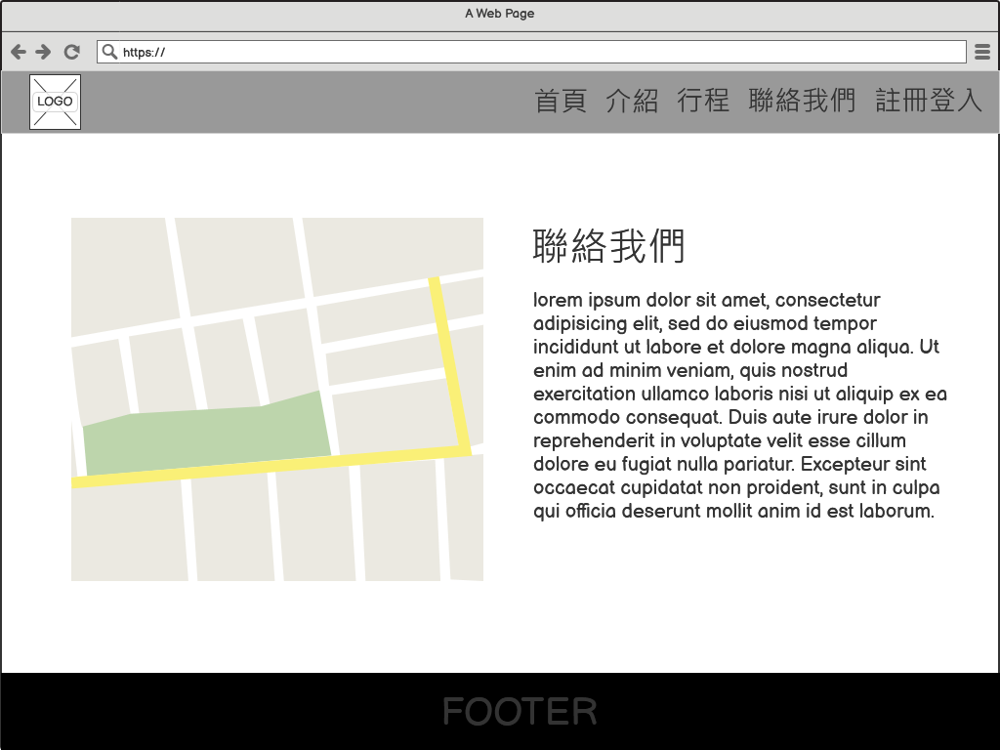 A Web Page
https://
LOGO
首頁 介紹 行程 聯絡我們 註冊登入
聯絡我們
lorem ipsum dolor sit amet, consectetur
adipisicing elit, sed do eiusmod tempor
incididunt ut labore et dolore magna aliqua. Ut
enim ad minim veniam, quis nostrud
exercitation ullamco laboris nisi ut aliquip ex ea
commodo consequat. Duis aute irure dolor in
reprehenderit in voluptate velit esse cillum
dolore eu fugiat nulla pariatur. Excepteur sint
occaecat cupidatat non proident, sunt in culpa
qui officia deserunt mollit anim id est laborum.
FOOTER